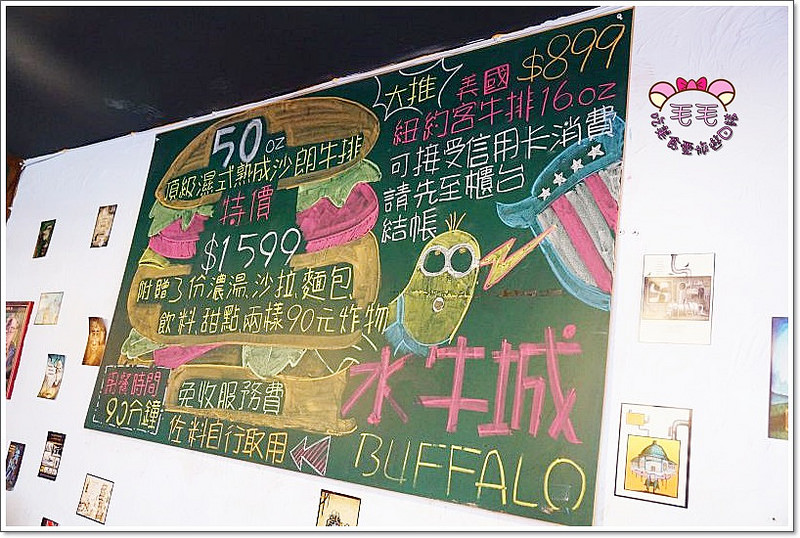 50 oz
頂級濕式熟成沙朗牛排
特價
$1599
附贈3份濃湯、沙拉、麵包
飲料、甜點、兩樣90元炸物
免收服務費
佐料自行取用
用餐時間
90分鐘
大推
美國 $899
紐約客牛排16.oz
可接受信用卡消費
請先至櫃台
結帳
水牛城
BUFFALO
毛毛